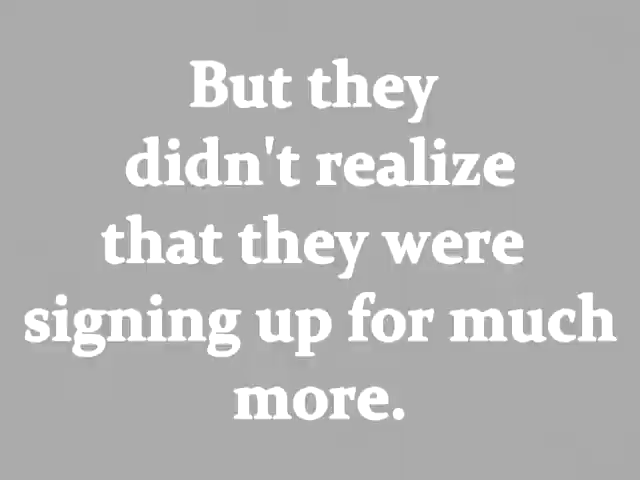 But they
didn't realize
that they were
signing up for much
more.